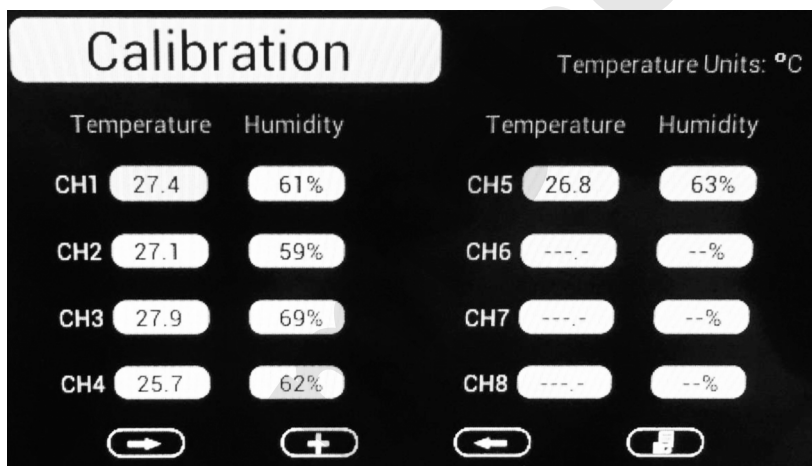 Calibration
Temperature Units: °C
Temperature Humidity Temperature Humidity
CH1 27.4 61% CH5 26.8 63%
CH2 27.1 59% CH6 ---.- --%
CH3 27.9 69% CH7 ---.- --%
CH4 25.7 62% CH8 ---.- --%